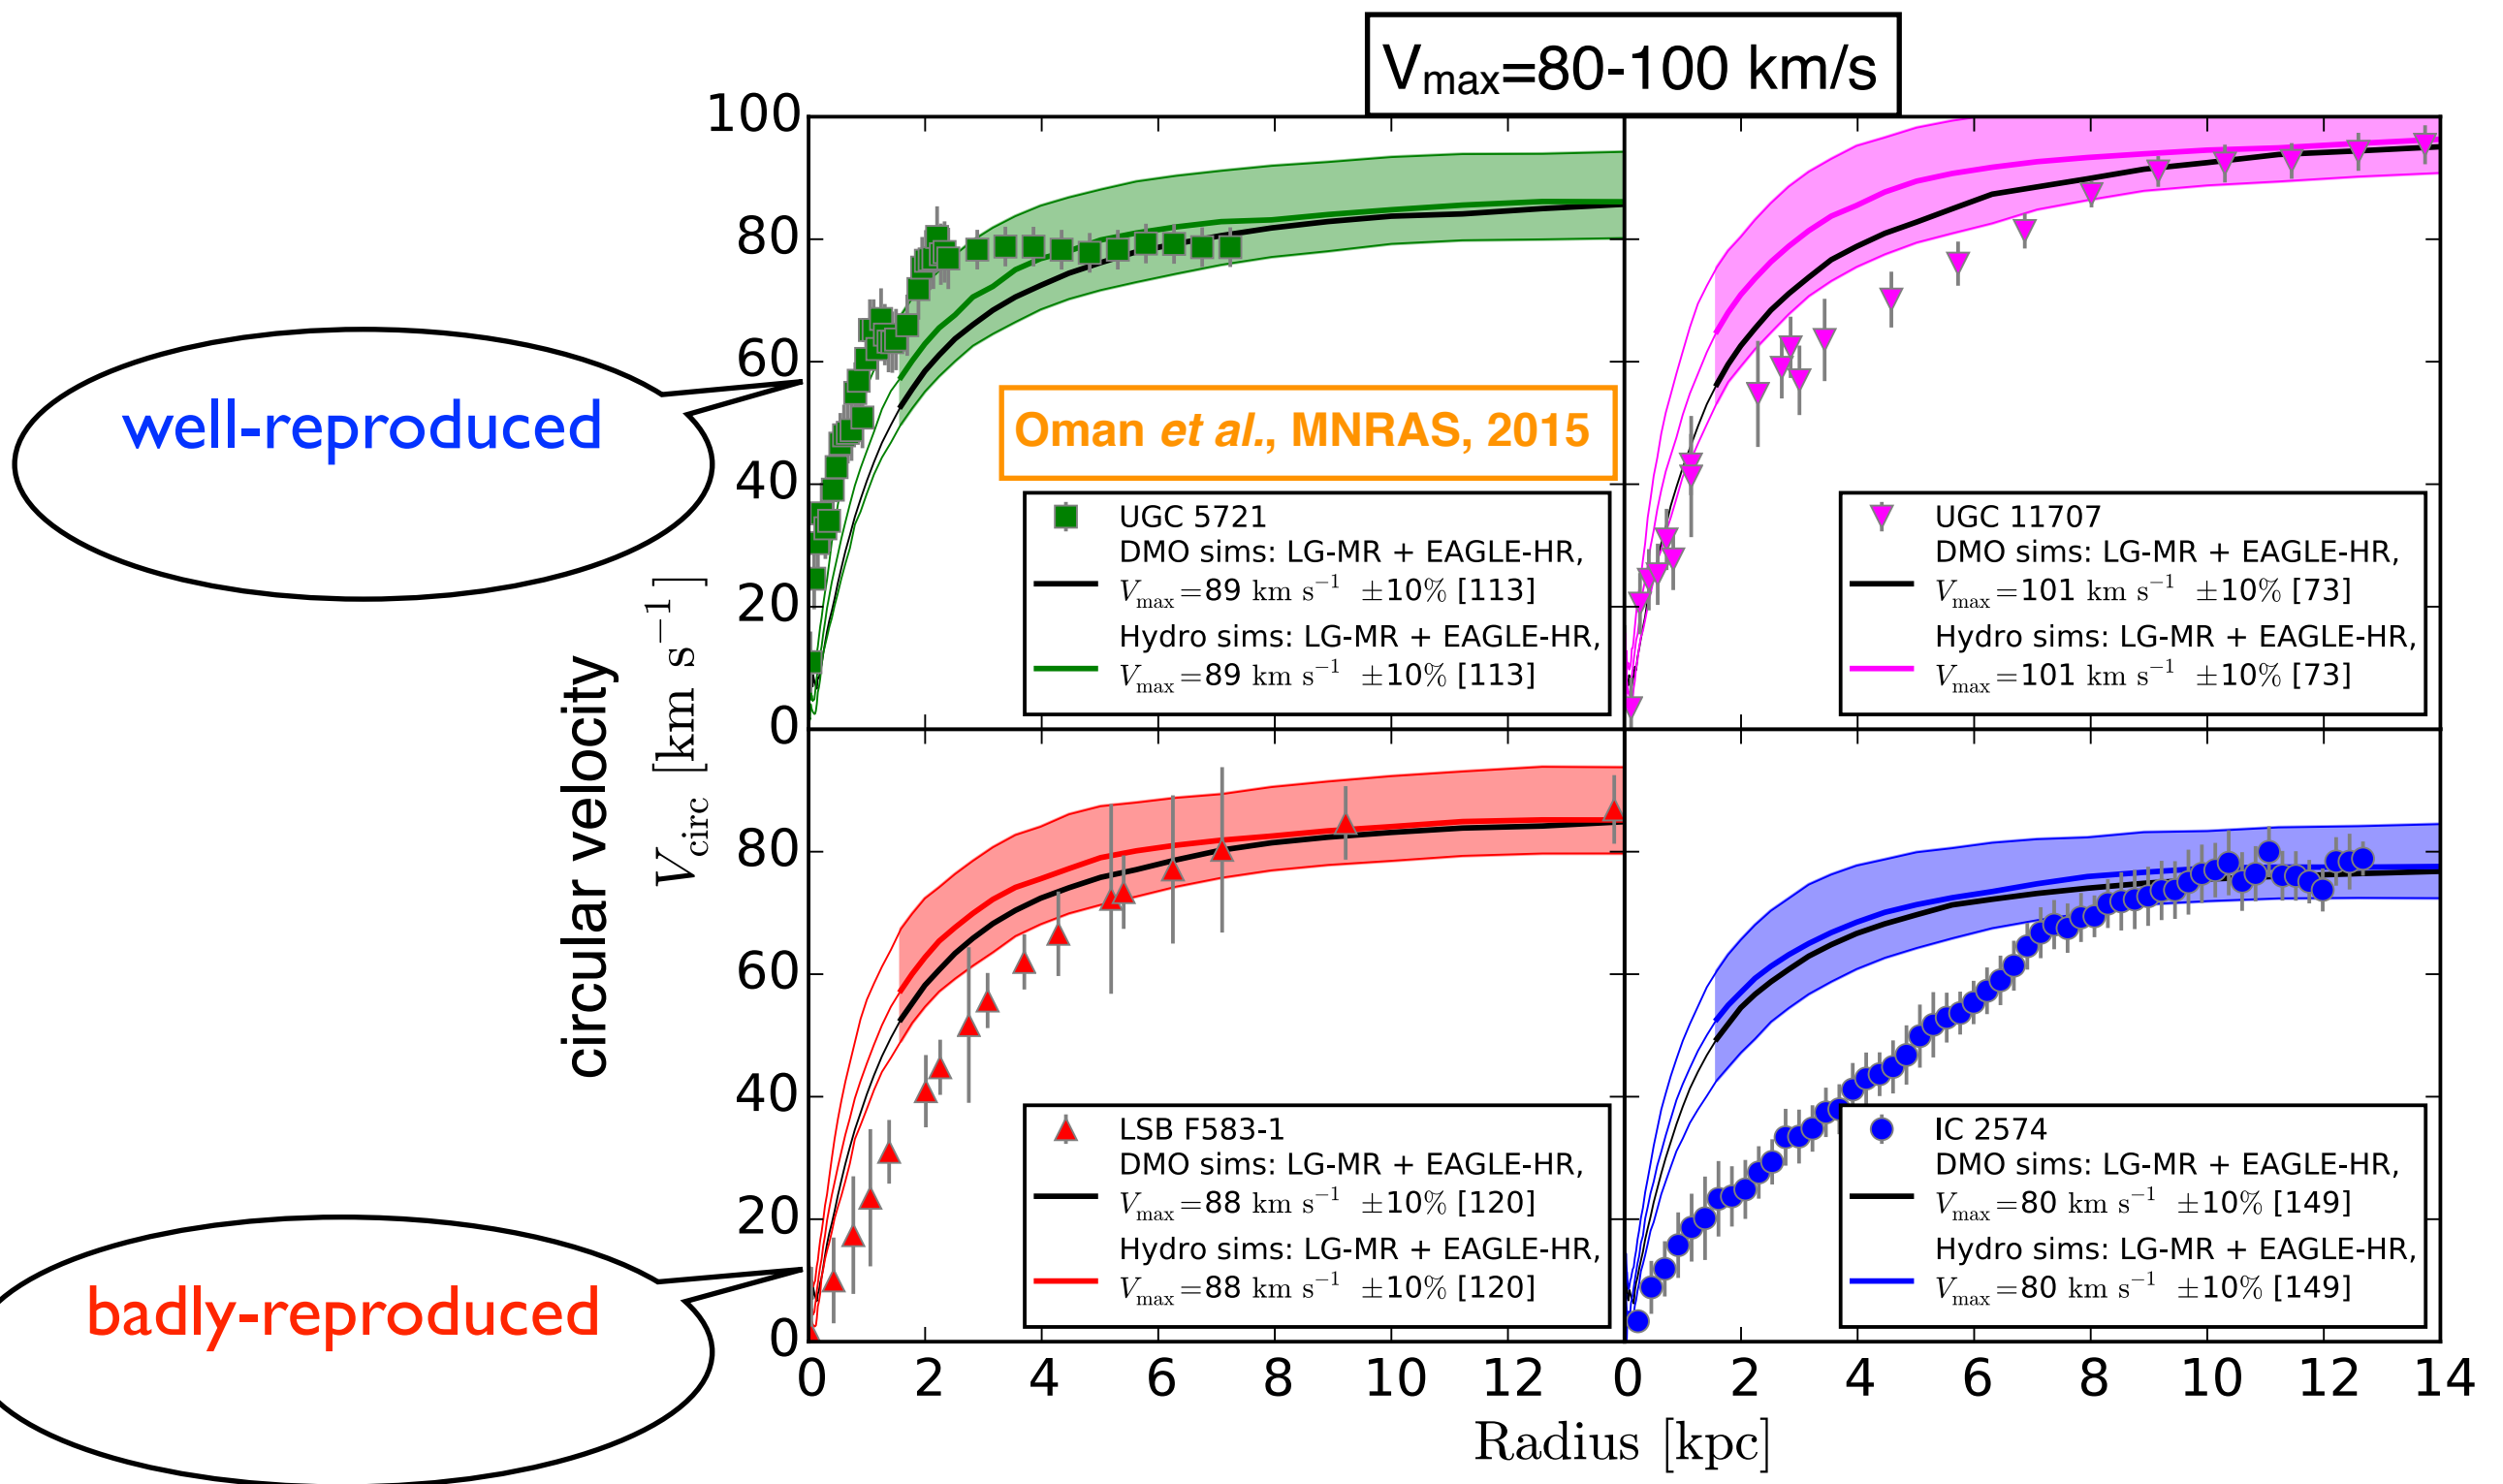 Vmax=80-100 km/s
100
80
60
40
20
0
well-reproduced
Oman et al., MNRAS, 2015
UGC 5721
DMO sims: LG-MR + EAGLE-HR,
Vmax=89 km s−1 ±10% [113]
Hydro sims: LG-MR + EAGLE-HR,
Vmax=89 km s−1 ±10% [113]
UGC 11707
DMO sims: LG-MR + EAGLE-HR,
Vmax=101 km s−1 ±10% [73]
Hydro sims: LG-MR + EAGLE-HR,
Vmax=101 km s−1 ±10% [73]
circular velocity
Vcirc [km s−1]
80
60
40
20
0
badly-reproduced
LSB F583-1
DMO sims: LG-MR + EAGLE-HR,
Vmax=88 km s−1 ±10% [120]
Hydro sims: LG-MR + EAGLE-HR,
Vmax=88 km s−1 ±10% [120]
IC 2574
DMO sims: LG-MR + EAGLE-HR,
Vmax=80 km s−1 ±10% [149]
Hydro sims: LG-MR + EAGLE-HR,
Vmax=80 km s−1 ±10% [149]
0 2 4 6 8 10 12 0 2 4 6 8 10 12 14
Radius [kpc]